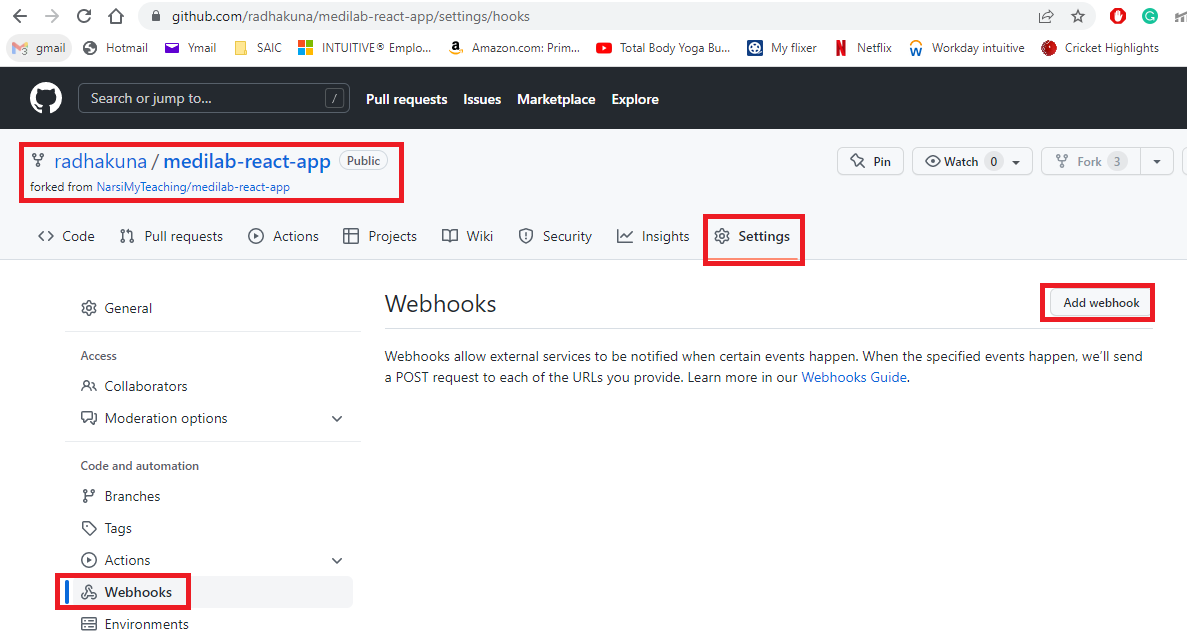 github.com/radhakuna/medilab-react-app/settings/hooks
gmail Hotmail Ymail SAIC INTUITIVE® Emplo... Amazon.com: Prim... Total Body Yoga Bu... My flixer Netflix Workday intuitive Cricket Highlights
Search or jump to... / Pull requests Issues Marketplace Explore
radhakuna / medilab-react-app Public Pin Watch 0 Fork 3
forked from NarsiMyTeaching/medilab-react-app
Code Pull requests Actions Projects Wiki Security Insights Settings
General
Access
Collaborators
Moderation options
Code and automation
Branches
Tags
Actions
Webhooks
Environments
Webhooks Add webhook
Webhooks allow external services to be notified when certain events happen. When the specified events happen, we'll send
a POST request to each of the URLs you provide. Learn more in our Webhooks Guide.